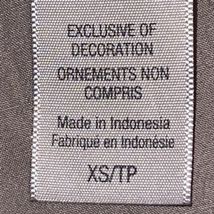 EXCLUSIVE OF
DECORATION
ORNEMENTS NON
COMPRIS
Made in Indonesia
Fabriqué en Indonésie
XS/TP